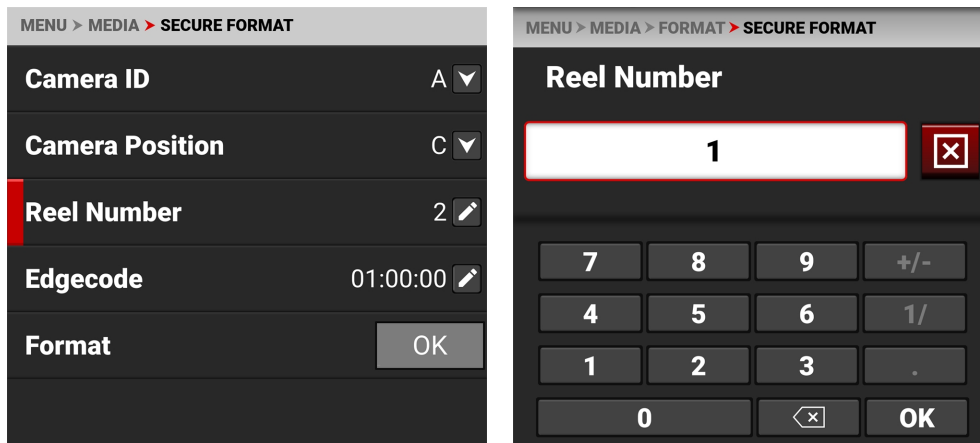 MENU > MEDIA > SECURE FORMAT
Camera ID A
Camera Position C
Reel Number 2
Edgecode 01:00:00
Format OK
MENU > MEDIA > FORMAT > SECURE FORMAT
Reel Number
1
7 8 9 +/-
4 5 6 1/
1 2 3 .
0 OK